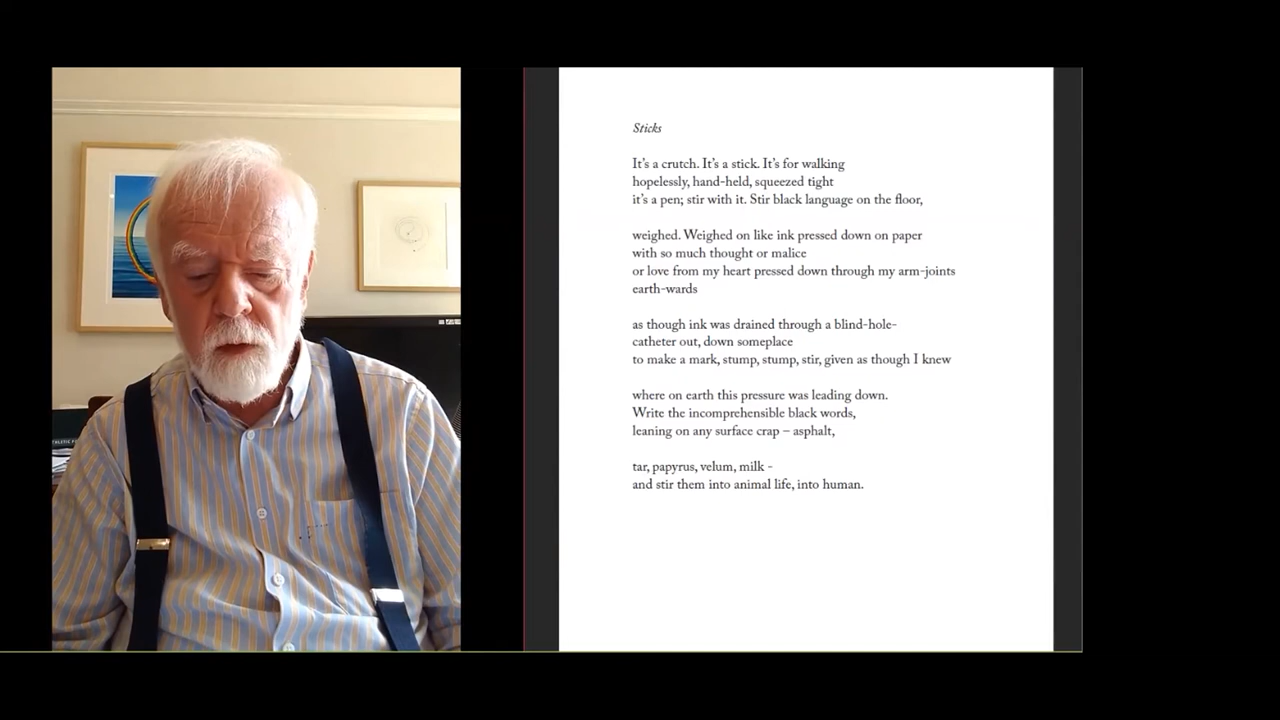 Sticks
It's a crutch. It's a stick. It's for walking
hopelessly, hand-held, squeezed tight
it's a pen; stir with it. Stir black language on the floor,
weighed. Weighed on like ink pressed down on paper
with so much thought or malice
or love from my heart pressed down through my arm-joints
earth-wards
as though ink was drained through a blind-hole-
catheter out, down someplace
to make a mark, stump, stump, stir, given as though I knew
where on earth this pressure was leading down.
Write the incomprehensible black words,
leaning on any surface crap – asphalt,
tar, papyrus, velum, milk -
and stir them into animal life, into human.